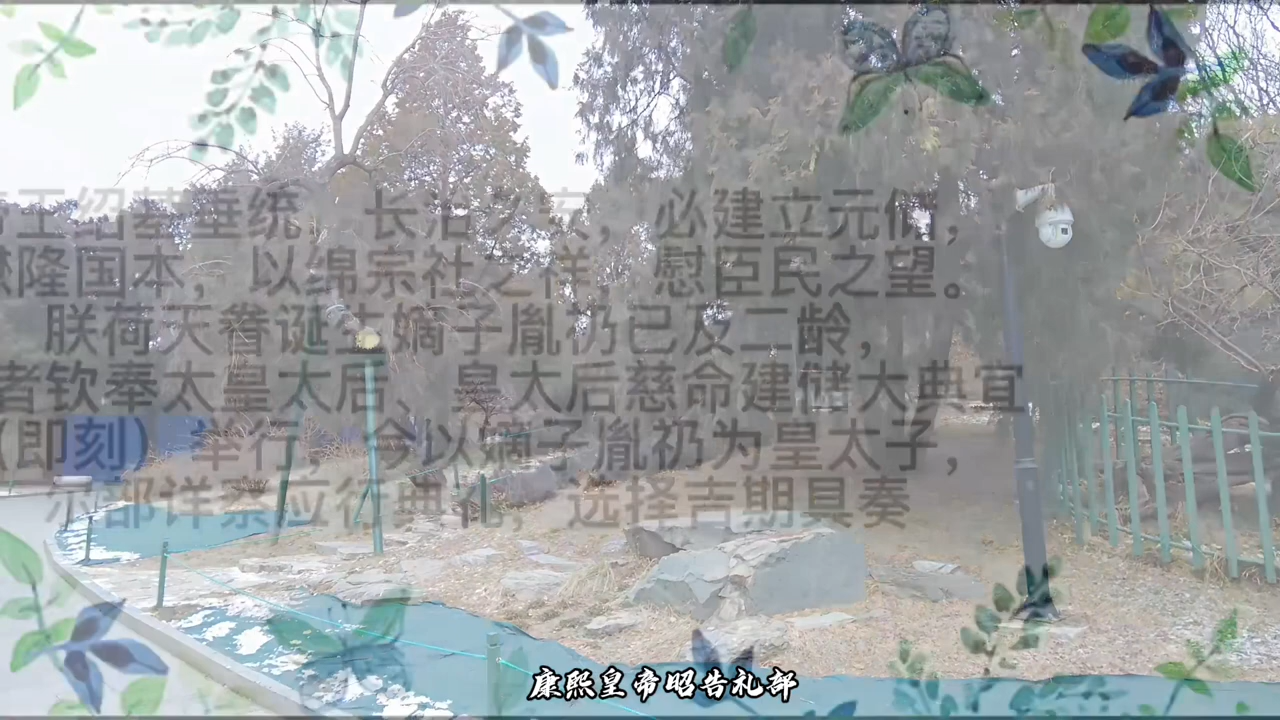 王绍基垂统，长治之安，必建立元储，
懋隆国本，以绵宗社之祥，慰臣民之望。
朕荷天眷诞生嫡子胤礽已及二龄，
者钦奉太皇太后、皇太后慈命建储大典宜
（即刻）举行，今以嫡子胤礽为皇太子，
尔部详察应行典礼，选择吉期具奏
康熙皇帝昭告礼部